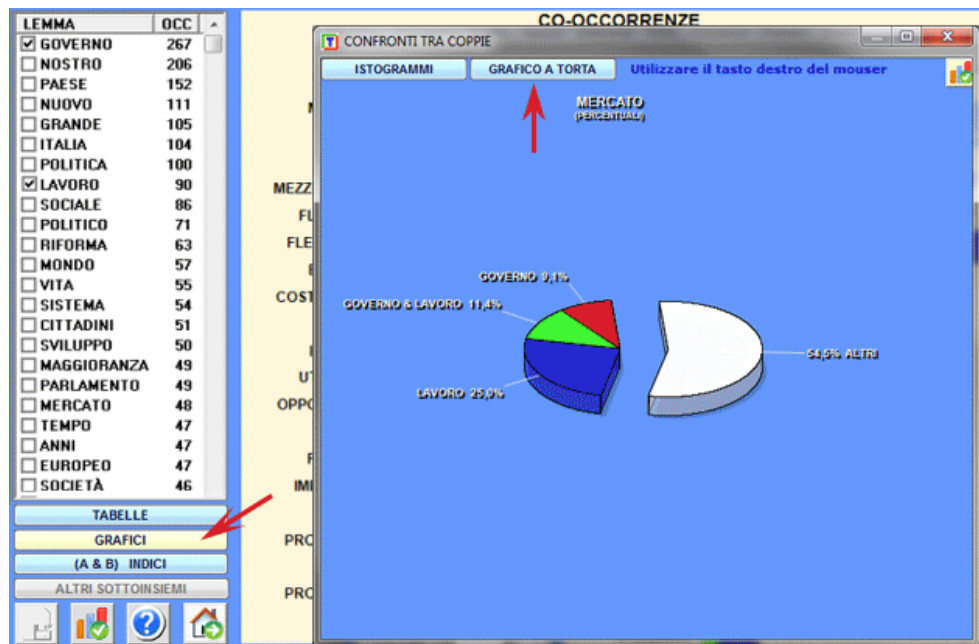 LEMMA OCC
GOVERNO 267
NOSTRO 206
PAESE 152
NUOVO 111
GRANDE 105
ITALIA 104
POLITICA 100
LAVORO 90
SOCIALE 86
POLITICO 71
RIFORMA 63
MONDO 57
VITA 55
SISTEMA 54
CITTADINI 51
SVILUPPO 50
MAGGIORANZA 49
PARLAMENTO 49
MERCATO 48
TEMPO 47
ANNI 47
EUROPEO 47
SOCIETÀ 46
TABELLE
GRAFICI
(A & B) INDICI
ALTRI SOTTOINSIEMI
CO-OCCORRENZE
MEZZ
FL
FLE
COST
UT
OPPO
IMI
PRO
PRO
CONFRONTI TRA COPPIE
ISTOGRAMMI GRAFICO A TORTA Utilizzare il tasto destro del mouser
MERCATO
(PERCENTUALI)
GOVERNO 9,1%
GOVERNO & LAVORO 11,4%
LAVORO 25,0%
54,5% ALTRI